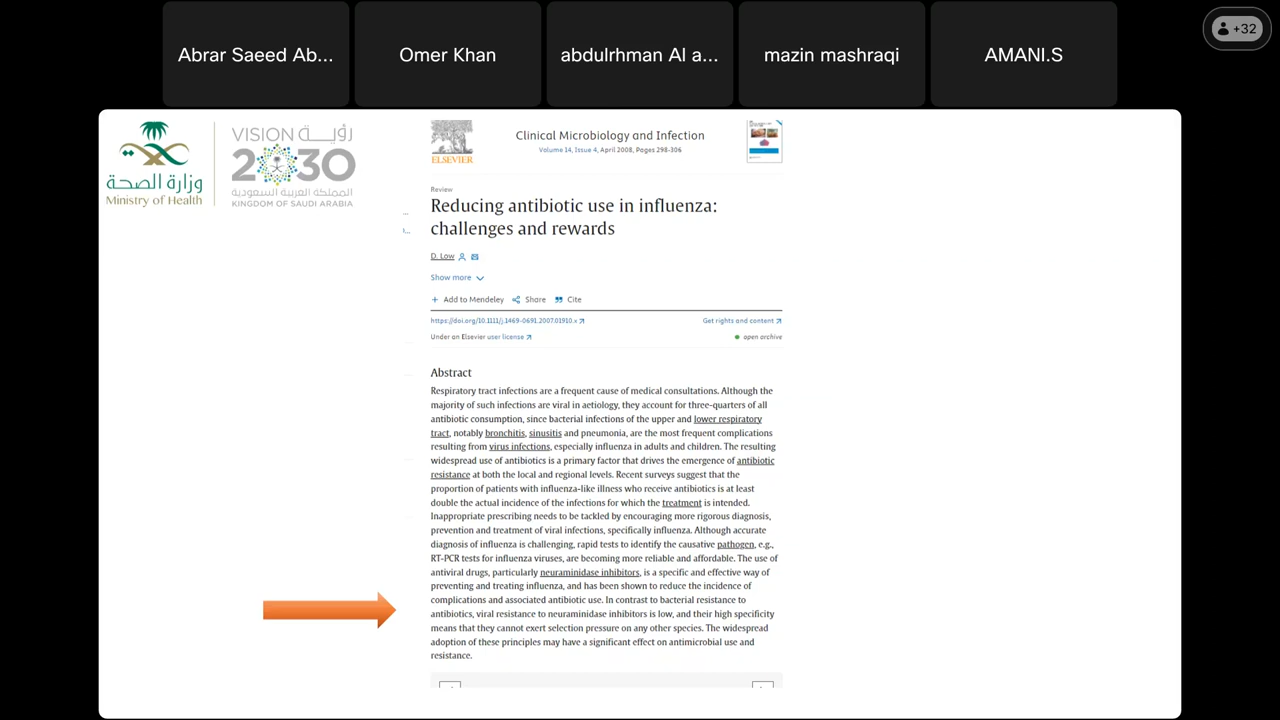 Abrar Saeed Ab...
Omer Khan
abdulrhman Al a...
mazin mashraqi
AMANI.S
+32
وزارة الصحة
Ministry of Health
VISION رؤية
2030
المملكة العربية السعودية
KINGDOM OF SAUDI ARABIA
ELSEVIER
Clinical Microbiology and Infection
Volume 14, Issue 4, April 2008, Pages 298-306
Review
Reducing antibiotic use in influenza:
challenges and rewards
D. Low
Show more
Add to Mendeley Share Cite
https://doi.org/10.1111/j.1469-0691.2007.01910.x Get rights and content
Under an Elsevier user license open archive
Abstract
Respiratory tract infections are a frequent cause of medical consultations. Although the
majority of such infections are viral in aetiology, they account for three-quarters of all
antibiotic consumption, since bacterial infections of the upper and lower respiratory
tract, notably bronchitis, sinusitis and pneumonia, are the most frequent complications
resulting from virus infections, especially influenza in adults and children. The resulting
widespread use of antibiotics is a primary factor that drives the emergence of antibiotic
resistance at both the local and regional levels. Recent surveys suggest that the
proportion of patients with influenza-like illness who receive antibiotics is at least
double the actual incidence of the infections for which the treatment is intended.
Inappropriate prescribing needs to be tackled by encouraging more rigorous diagnosis,
prevention and treatment of viral infections, specifically influenza. Although accurate
diagnosis of influenza is challenging, rapid tests to identify the causative pathogen, e.g.,
RT-PCR tests for influenza viruses, are becoming more reliable and affordable. The use of
antiviral drugs, particularly neuraminidase inhibitors, is a specific and effective way of
preventing and treating influenza, and has been shown to reduce the incidence of
complications and associated antibiotic use. In contrast to bacterial resistance to
antibiotics, viral resistance to neuraminidase inhibitors is low, and their high specificity
means that they cannot exert selection pressure on any other species. The widespread
adoption of these principles may have a significant effect on antimicrobial use and
resistance.